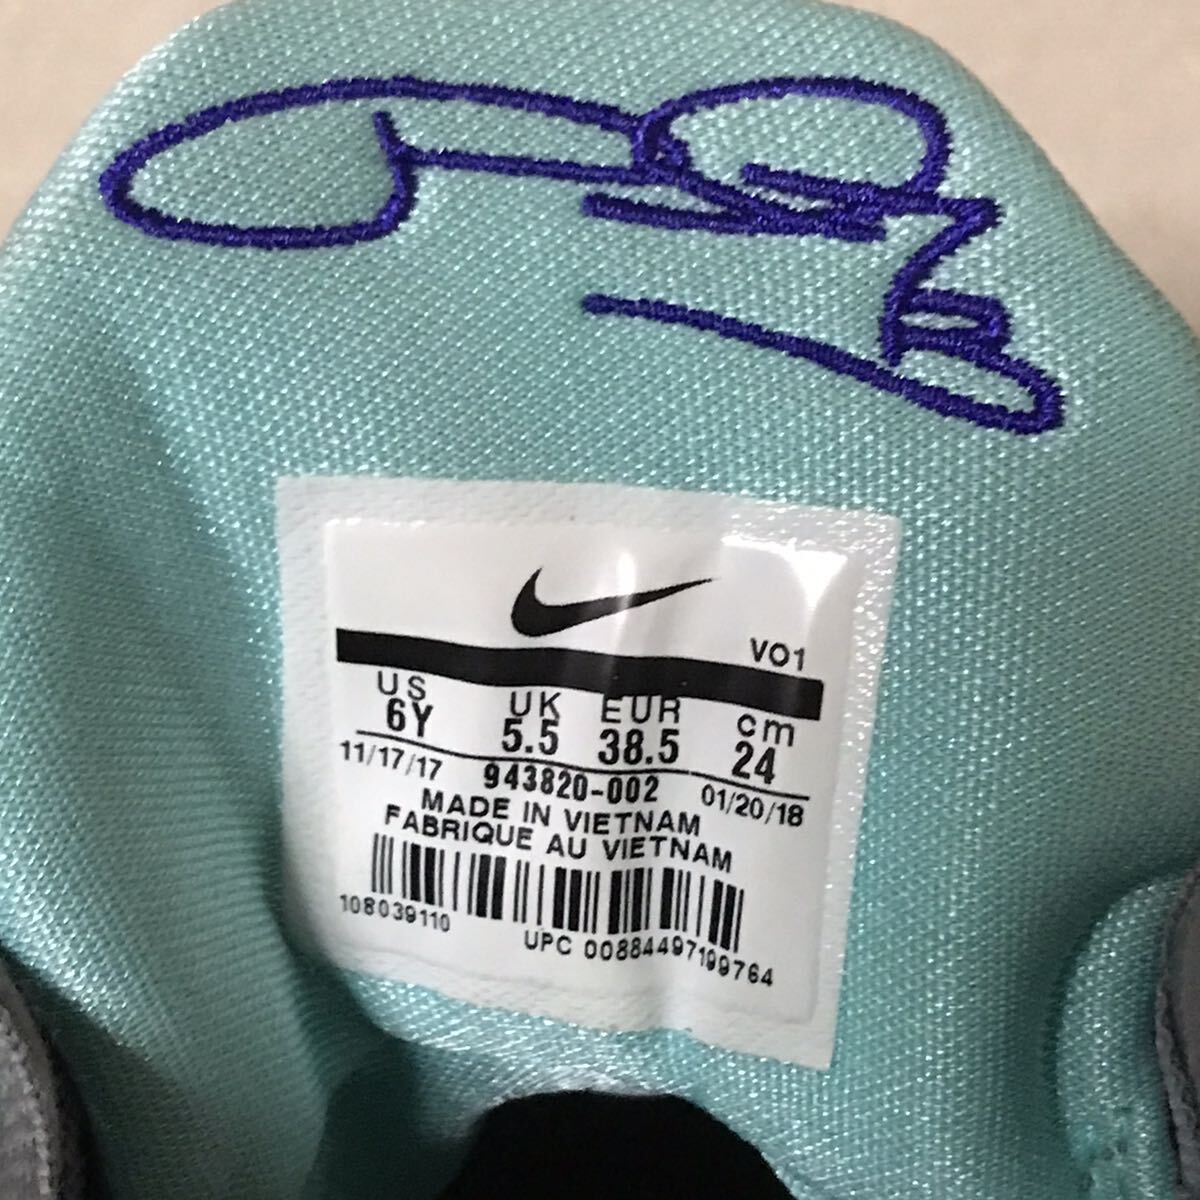 VO1
US UK EUR cm
6Y 5.5 38.5 24
11/17/17 943820-002 01/20/18
MADE IN VIETNAM
FABRIQUE AU VIETNAM
108039110
UPC 00884497199764